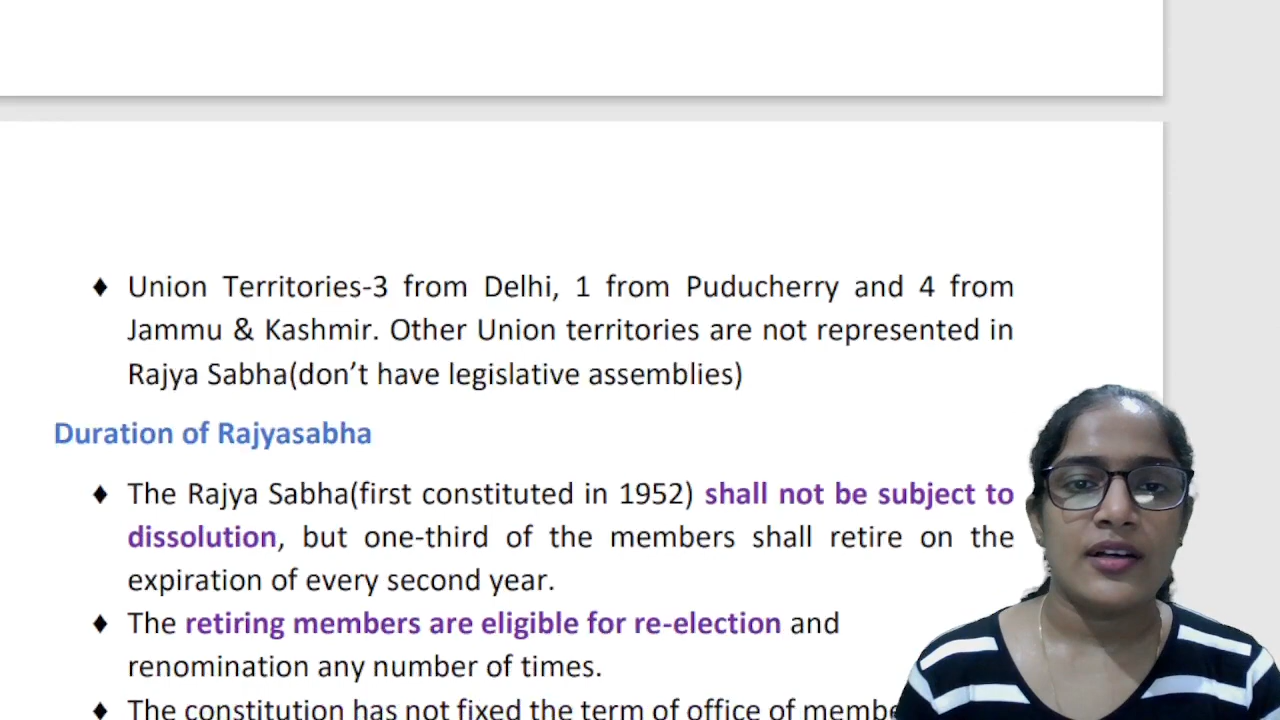 ♦ Union Territories-3 from Delhi, 1 from Puducherry and 4 from
Jammu & Kashmir. Other Union territories are not represented in
Rajya Sabha(don’t have legislative assemblies)
Duration of Rajyasabha
♦ The Rajya Sabha(first constituted in 1952) shall not be subject to
dissolution, but one-third of the members shall retire on the
expiration of every second year.
♦ The retiring members are eligible for re-election and
renomination any number of times.
♦ The constitution has not fixed the term of office of